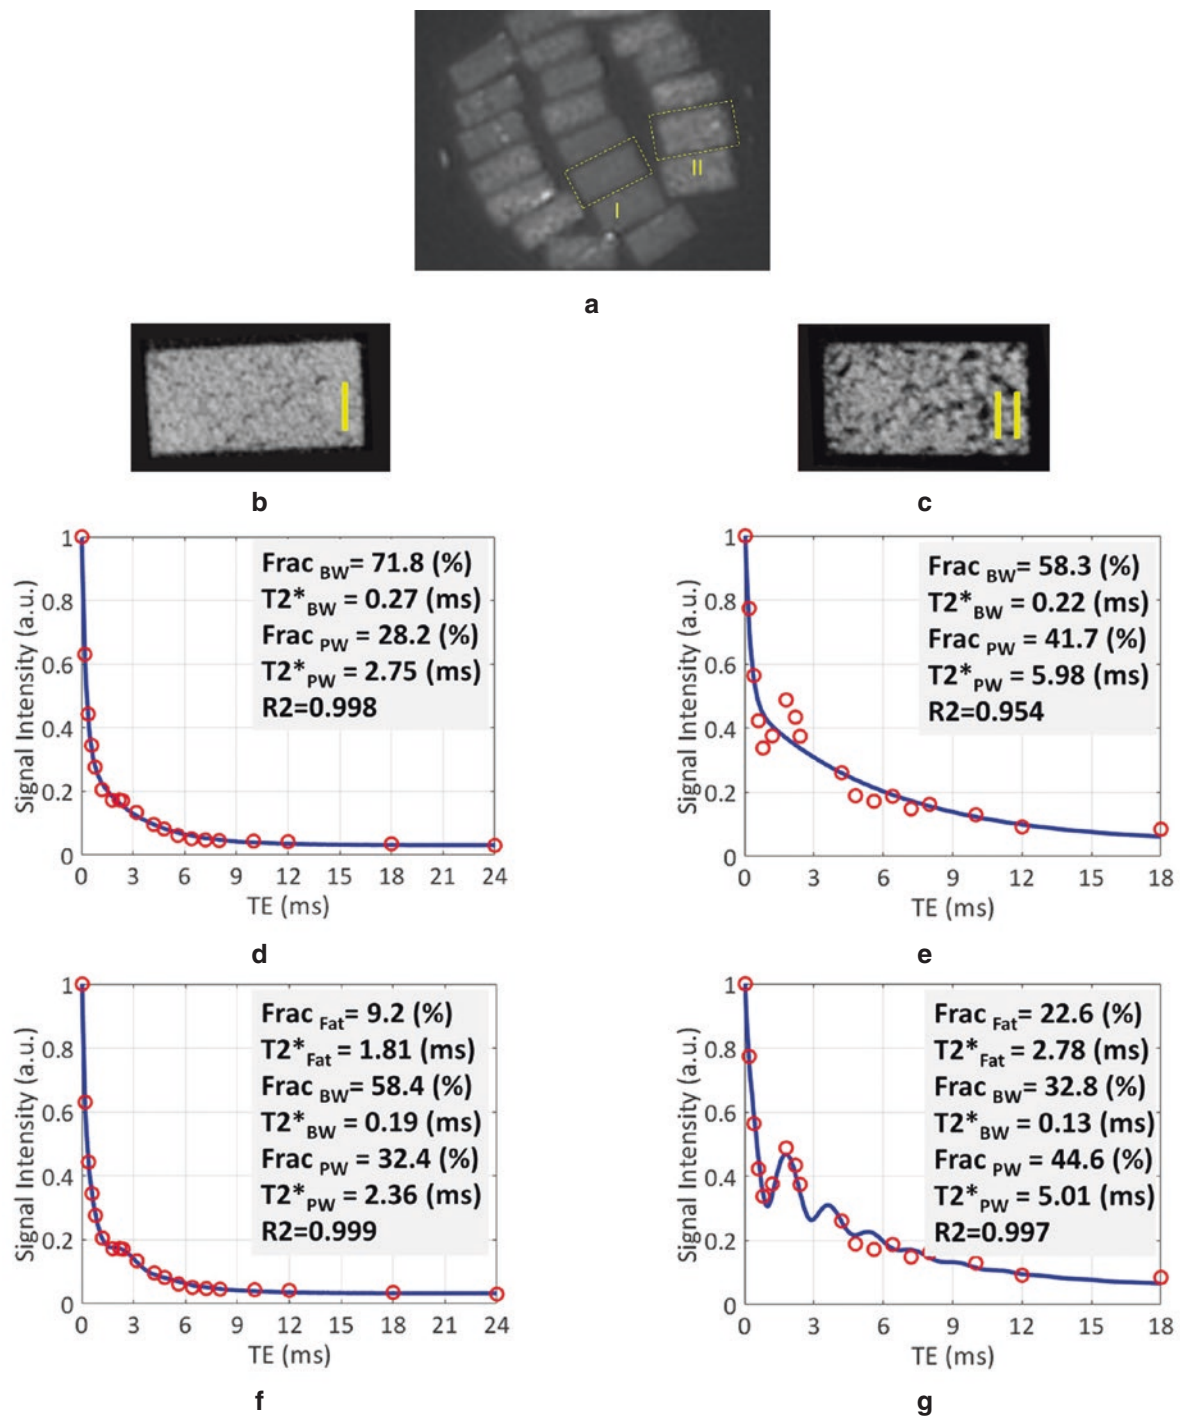 II
I
a
I
II
b
c
1
0.8
0.6
0.4
0.2
0
Signal Intensity (a.u.)
Frac BW= 71.8 (%)
T2*BW = 0.27 (ms)
Frac PW = 28.2 (%)
T2*PW = 2.75 (ms)
R2=0.998
0 3 6 9 12 15 18 21 24
TE (ms)
d
1
0.8
0.6
0.4
0.2
0
Signal Intensity (a.u.)
Frac BW= 58.3 (%)
T2*BW = 0.22 (ms)
Frac PW = 41.7 (%)
T2*PW = 5.98 (ms)
R2=0.954
0 3 6 9 12 15 18
TE (ms)
e
1
0.8
0.6
0.4
0.2
0
Signal Intensity (a.u.)
Frac Fat= 9.2 (%)
T2*Fat = 1.81 (ms)
Frac BW= 58.4 (%)
T2*BW = 0.19 (ms)
Frac PW = 32.4 (%)
T2*PW = 2.36 (ms)
R2=0.999
0 3 6 9 12 15 18 21 24
TE (ms)
f
1
0.8
0.6
0.4
0.2
0
Signal Intensity (a.u.)
Frac Fat= 22.6 (%)
T2*Fat = 2.78 (ms)
Frac BW= 32.8 (%)
T2*BW = 0.13 (ms)
Frac PW = 44.6 (%)
T2*PW = 5.01 (ms)
R2=0.997
0 3 6 9 12 15 18
TE (ms)
g